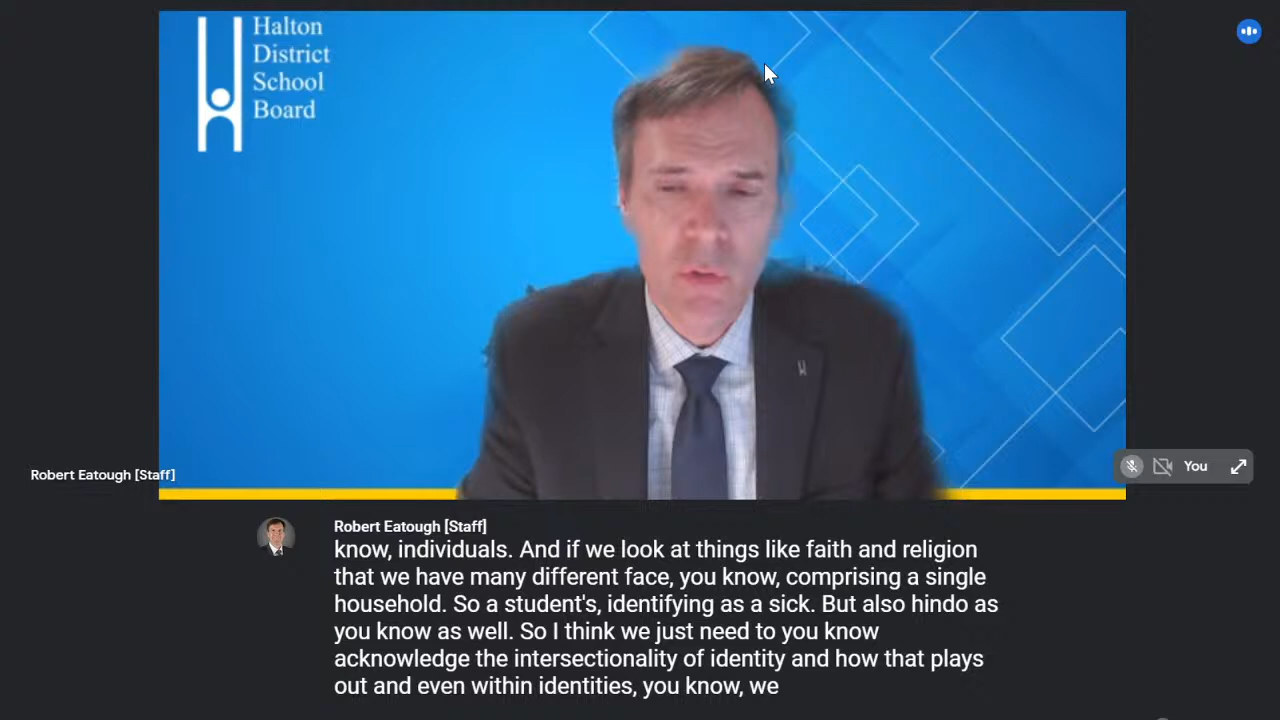 Halton
District
School
Board
Robert Eatough [Staff]
You
Robert Eatough [Staff]
know, individuals. And if we look at things like faith and religion
that we have many different face, you know, comprising a single
household. So a student's, identifying as a sick. But also hindo as
you know as well. So I think we just need to you know
acknowledge the intersectionality of identity and how that plays
out and even within identities, you know, we